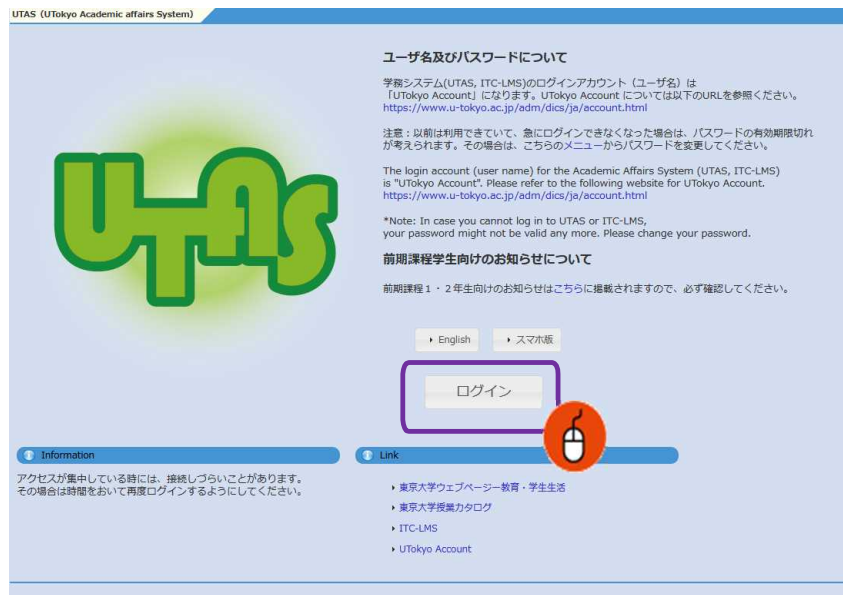 UTAS (UTokyo Academic affairs System)
UTAS
ユーザ名及びパスワードについて
学務システム(UTAS, ITC-LMS)のログインアカウント（ユーザ名）は
「UTokyo Account」になります。UTokyo Account については以下のURLを参照ください。
https://www.u-tokyo.ac.jp/adm/dics/ja/account.html
注意：以前は利用できていて、急にログインできなくなった場合は、パスワードの有効期限切れ
が考えられます。その場合は、こちらのメニューからパスワードを変更してください。
The login account (user name) for the Academic Affairs System (UTAS, ITC-LMS)
is "UTokyo Account". Please refer to the following website for UTokyo Account.
https://www.u-tokyo.ac.jp/adm/dics/ja/account.html
*Note: In case you cannot log in to UTAS or ITC-LMS,
your password might not be valid any more. Please change your password.
前期課程学生向けのお知らせについて
前期課程１・２年生向けのお知らせはこちらに掲載されますので、必ず確認してください。
English
スマホ版
ログイン
Information
アクセスが集中している時には、接続しづらいことがあります。
その場合は時間をおいて再度ログインするようにしてください。
Link
東京大学ウェブページー教育・学生生活
東京大学授業カタログ
ITC-LMS
UTokyo Account